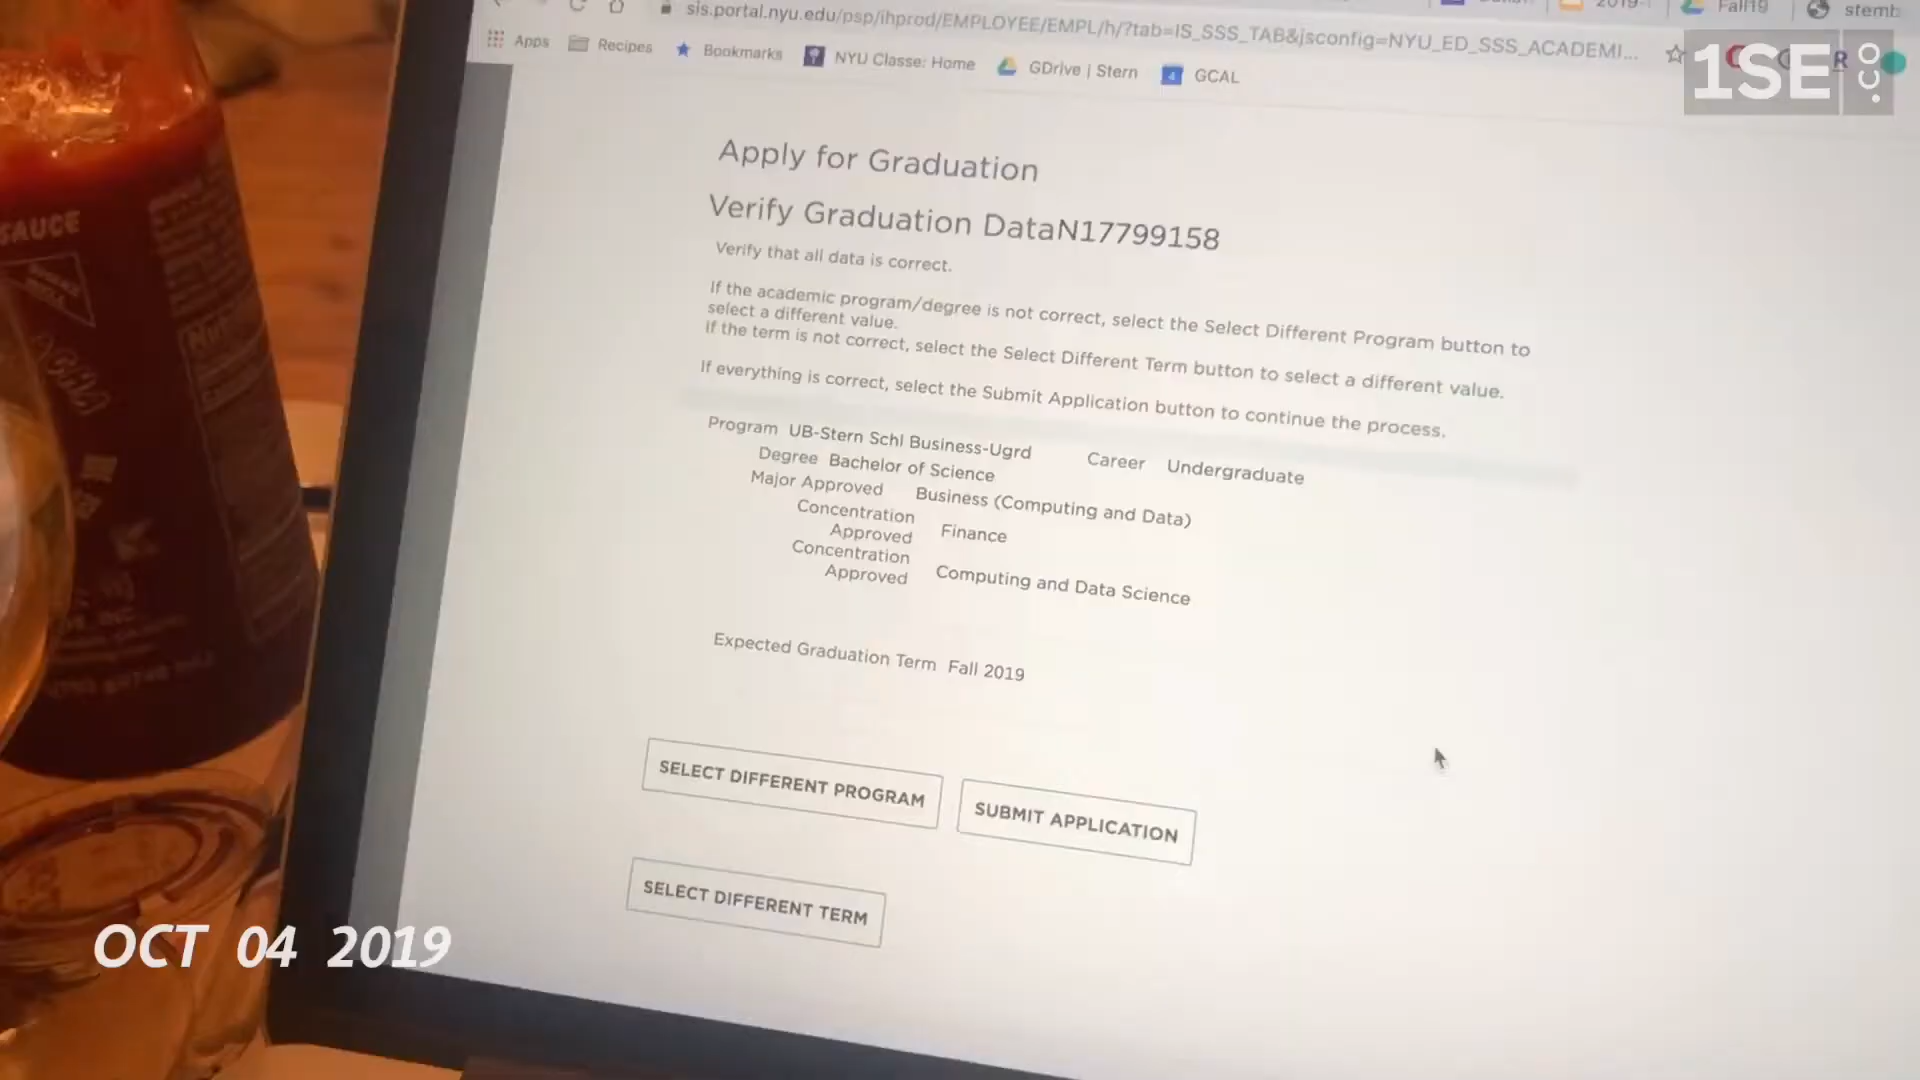 sis.portal.nyu.edu/psp/ihprod/EMPLOYEE/EMPL/h/?tab=IS_SSS_TAB&jsconfig=NYU_ED_SSS_ACADEMI...
2019-
Fall19
stemb
Apps Recipes Bookmarks NYU Classe: Home GDrive | Stern GCAL
1SE.CO
Apply for Graduation
Verify Graduation DataN17799158
Verify that all data is correct.
If the academic program/degree is not correct, select the Select Different Program button to
select a different value.
If the term is not correct, select the Select Different Term button to select a different value.
If everything is correct, select the Submit Application button to continue the process.
Program UB-Stern Schl Business-Ugrd Career Undergraduate
Degree Bachelor of Science
Major Approved Business (Computing and Data)
Concentration
Approved Finance
Concentration
Approved Computing and Data Science
Expected Graduation Term Fall 2019
SELECT DIFFERENT PROGRAM SUBMIT APPLICATION
SELECT DIFFERENT TERM
SAUCE
OCT 04 2019